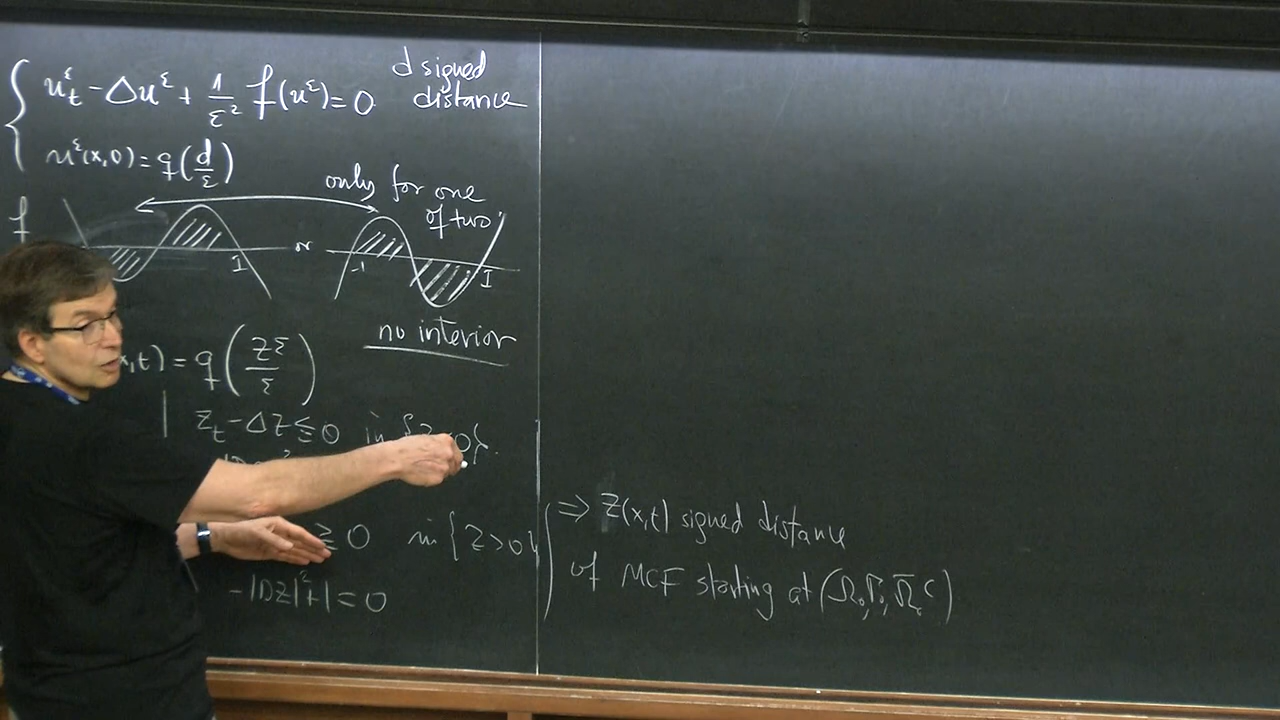 u^ε_t - Δu^ε + 1/ε² f(u^ε) = 0
d signed
distance
u^ε(x,0) = q(d/ε)
only for one
of two
f
1
or
-1
1
no interior
x,t) = q(z^ε/ε)
z_t - Δz ≤ 0 in {
≥ 0 in {z>0}
-|Dz|²+1 = 0
⇒ z(x,t) signed distance
of MCF starting at (Ω₀, Γ₀, Ω̄₀^c)